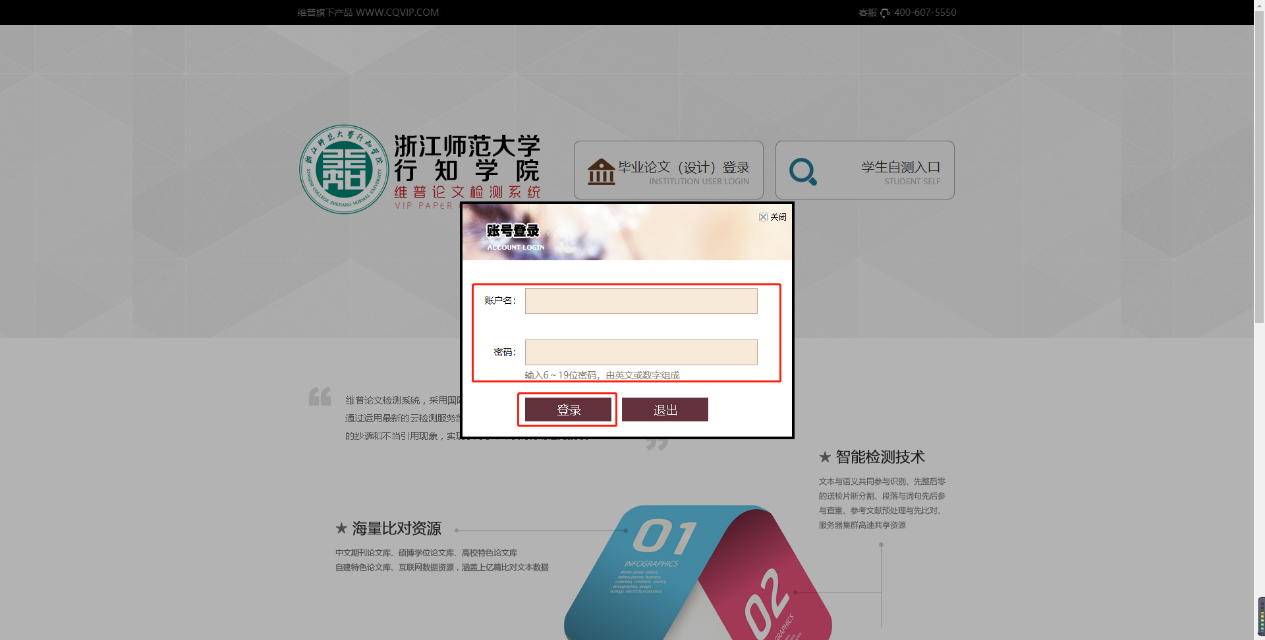 维普旗下产品 WWW.CQVIP.COM
客服 400-607-5550
浙江师范大学
行知学院
维普论文检测系统
VIP PAPER
毕业论文（设计）登录
INSTITUTION USER LOGIN
学生自测入口
STUDENT SELF
关闭
账号登录
ACCOUNT LOGIN
账户名：
密码：
输入6～19位密码，由英文或数字组成
登录
退出
维普论文检测系统，采用国
通过运用最新的云检测服务
的抄袭和不当引用现象，实现
★ 智能检测技术
文本与语义共同参与识别、先整后零
的送检片断分割、段落与词句先后参
与查重、参考文献预处理与先比对、
服务器集群高速共享资源
★ 海量比对资源
中文期刊论文库、硕博学位论文库、高校特色论文库
自建特色论文库、互联网数据资源，涵盖上亿篇比对文本数据
01
INFOGRAPHICS
02